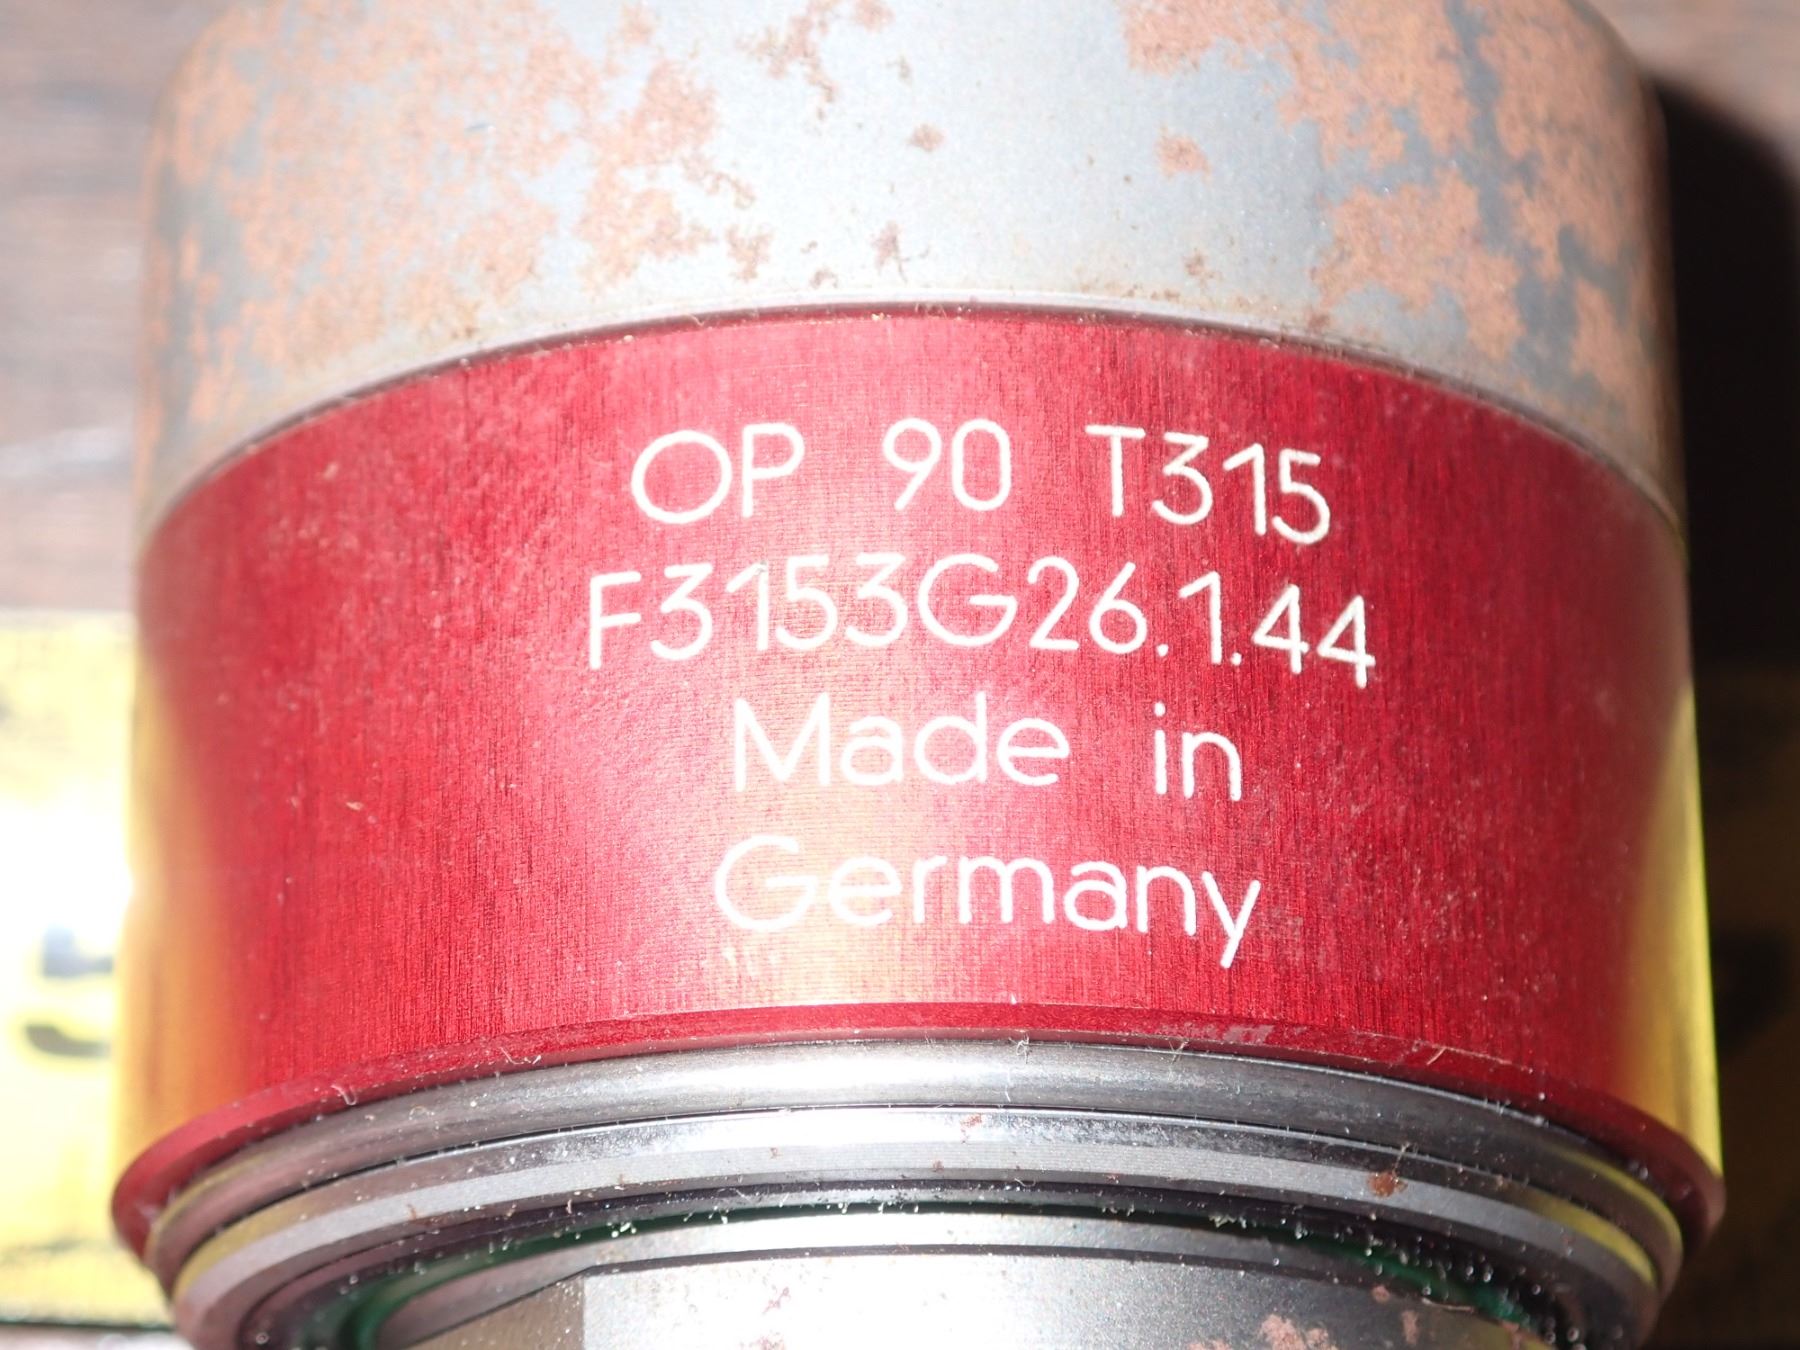 OP 90 T315
F3153G26.1.44
Made in
Germany